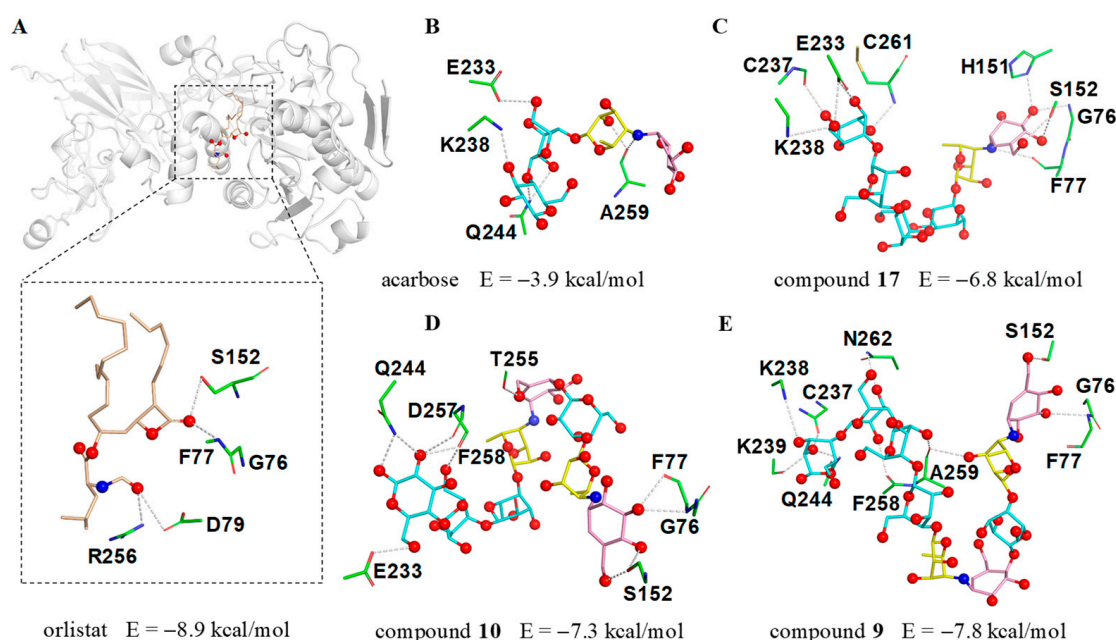 A
S152
F77
G76
D79
R256
orlistat E = −8.9 kcal/mol
B
E233
K238
Q244
A259
acarbose E = −3.9 kcal/mol
C
E233
C261
C237
K238
H151
S152
G76
F77
compound 17 E = −6.8 kcal/mol
D
T255
Q244
D257
F258
F77
G76
E233
S152
compound 10 E = −7.3 kcal/mol
E
N262
S152
K238
C237
G76
K239
A259
F77
Q244
F258
compound 9 E = −7.8 kcal/mol